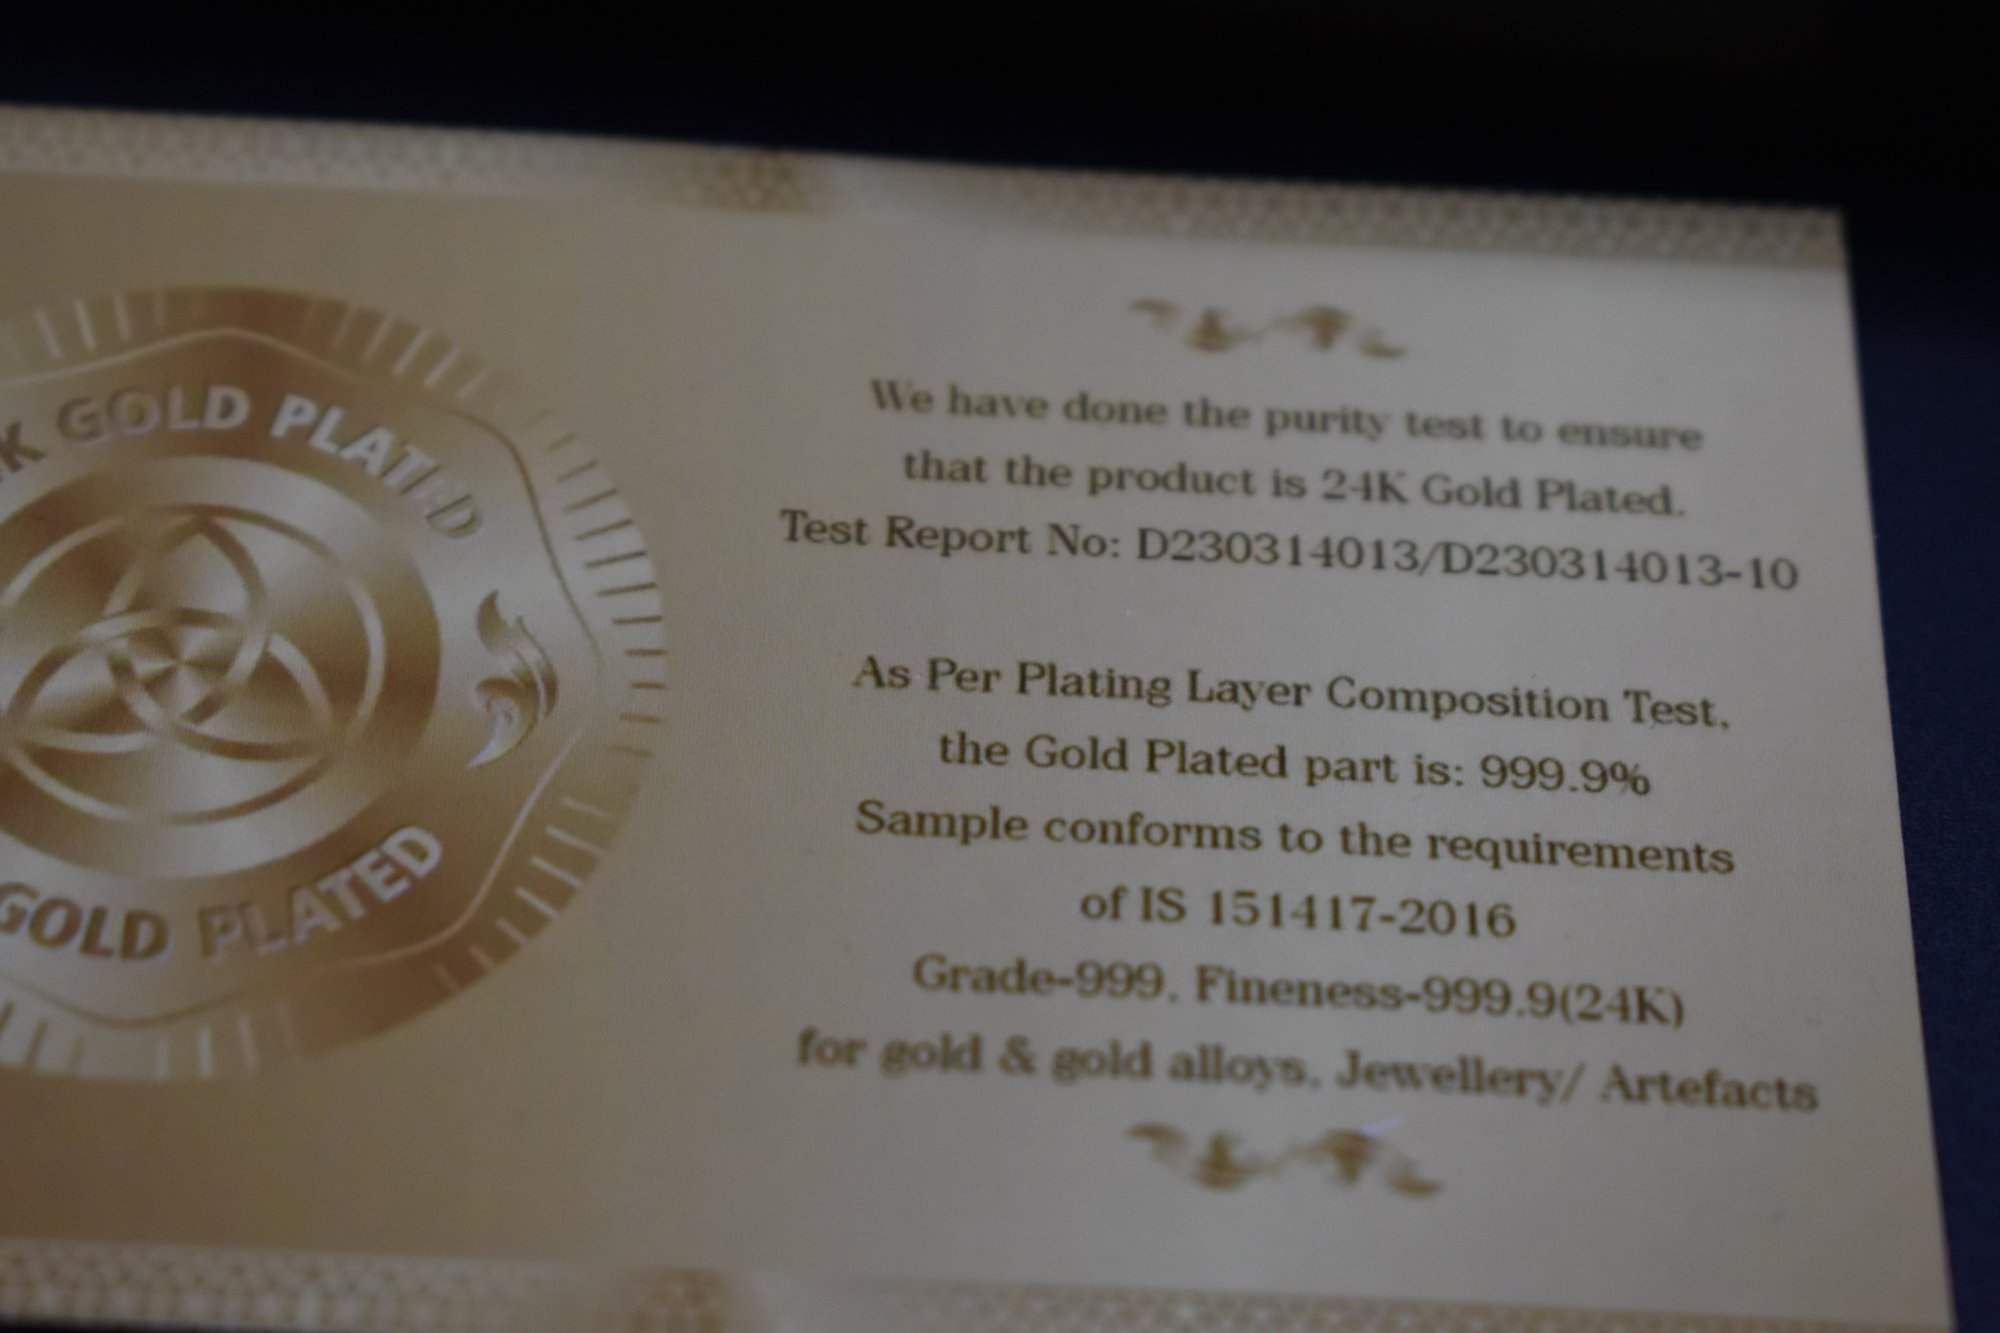 K GOLD PLATED
GOLD PLATED
We have done the purity test to ensure
that the product is 24K Gold Plated.
Test Report No: D230314013/D230314013-10
As Per Plating Layer Composition Test,
the Gold Plated part is: 999.9%
Sample conforms to the requirements
of IS 151417-2016
Grade-999, Fineness-999.9(24K)
for gold & gold alloys, Jewellery/ Artefacts